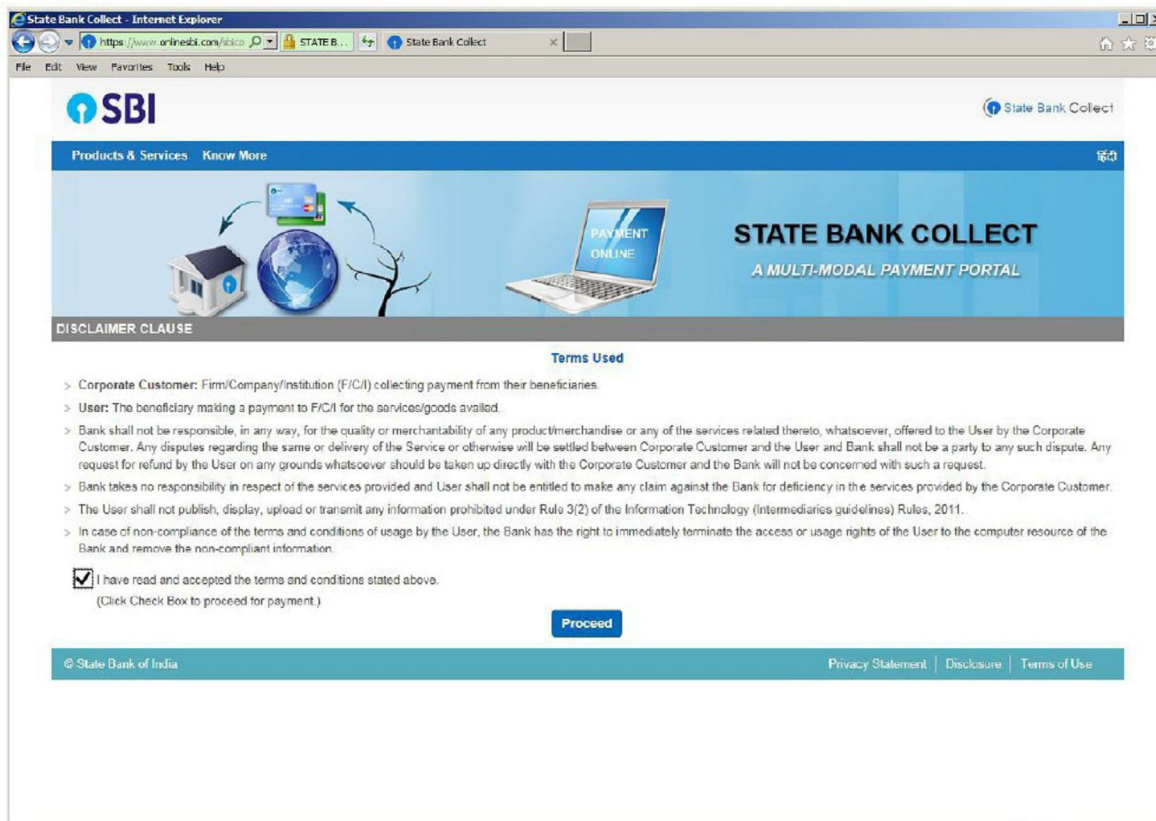 State Bank Collect - Internet Explorer
https://www.onlinesbi.com/sbico
STATE B...
State Bank Collect
File Edit View Favorites Tools Help
SBI
State Bank Collect
Products & Services Know More
हिंदी
PAYMENT
ONLINE
STATE BANK COLLECT
A MULTI-MODAL PAYMENT PORTAL
DISCLAIMER CLAUSE
Terms Used
> Corporate Customer: Firm/Company/Institution (F/C/I) collecting payment from their beneficiaries.
> User: The beneficiary making a payment to F/C/I for the services/goods availed.
> Bank shall not be responsible, in any way, for the quality or merchantability of any product/merchandise or any of the services related thereto, whatsoever, offered to the User by the Corporate
Customer. Any disputes regarding the same or delivery of the Service or otherwise will be settled between Corporate Customer and the User and Bank shall not be a party to any such dispute. Any
request for refund by the User on any grounds whatsoever should be taken up directly with the Corporate Customer and the Bank will not be concerned with such a request.
> Bank takes no responsibility in respect of the services provided and User shall not be entitled to make any claim against the Bank for deficiency in the services provided by the Corporate Customer.
> The User shall not publish, display, upload or transmit any information prohibited under Rule 3(2) of the Information Technology (Intermediaries guidelines) Rules, 2011.
> In case of non-compliance of the terms and conditions of usage by the User, the Bank has the right to immediately terminate the access or usage rights of the User to the computer resource of the
Bank and remove the non-compliant information.
I have read and accepted the terms and conditions stated above.
(Click Check Box to proceed for payment.)
Proceed
© State Bank of India
Privacy Statement | Disclosure | Terms of Use